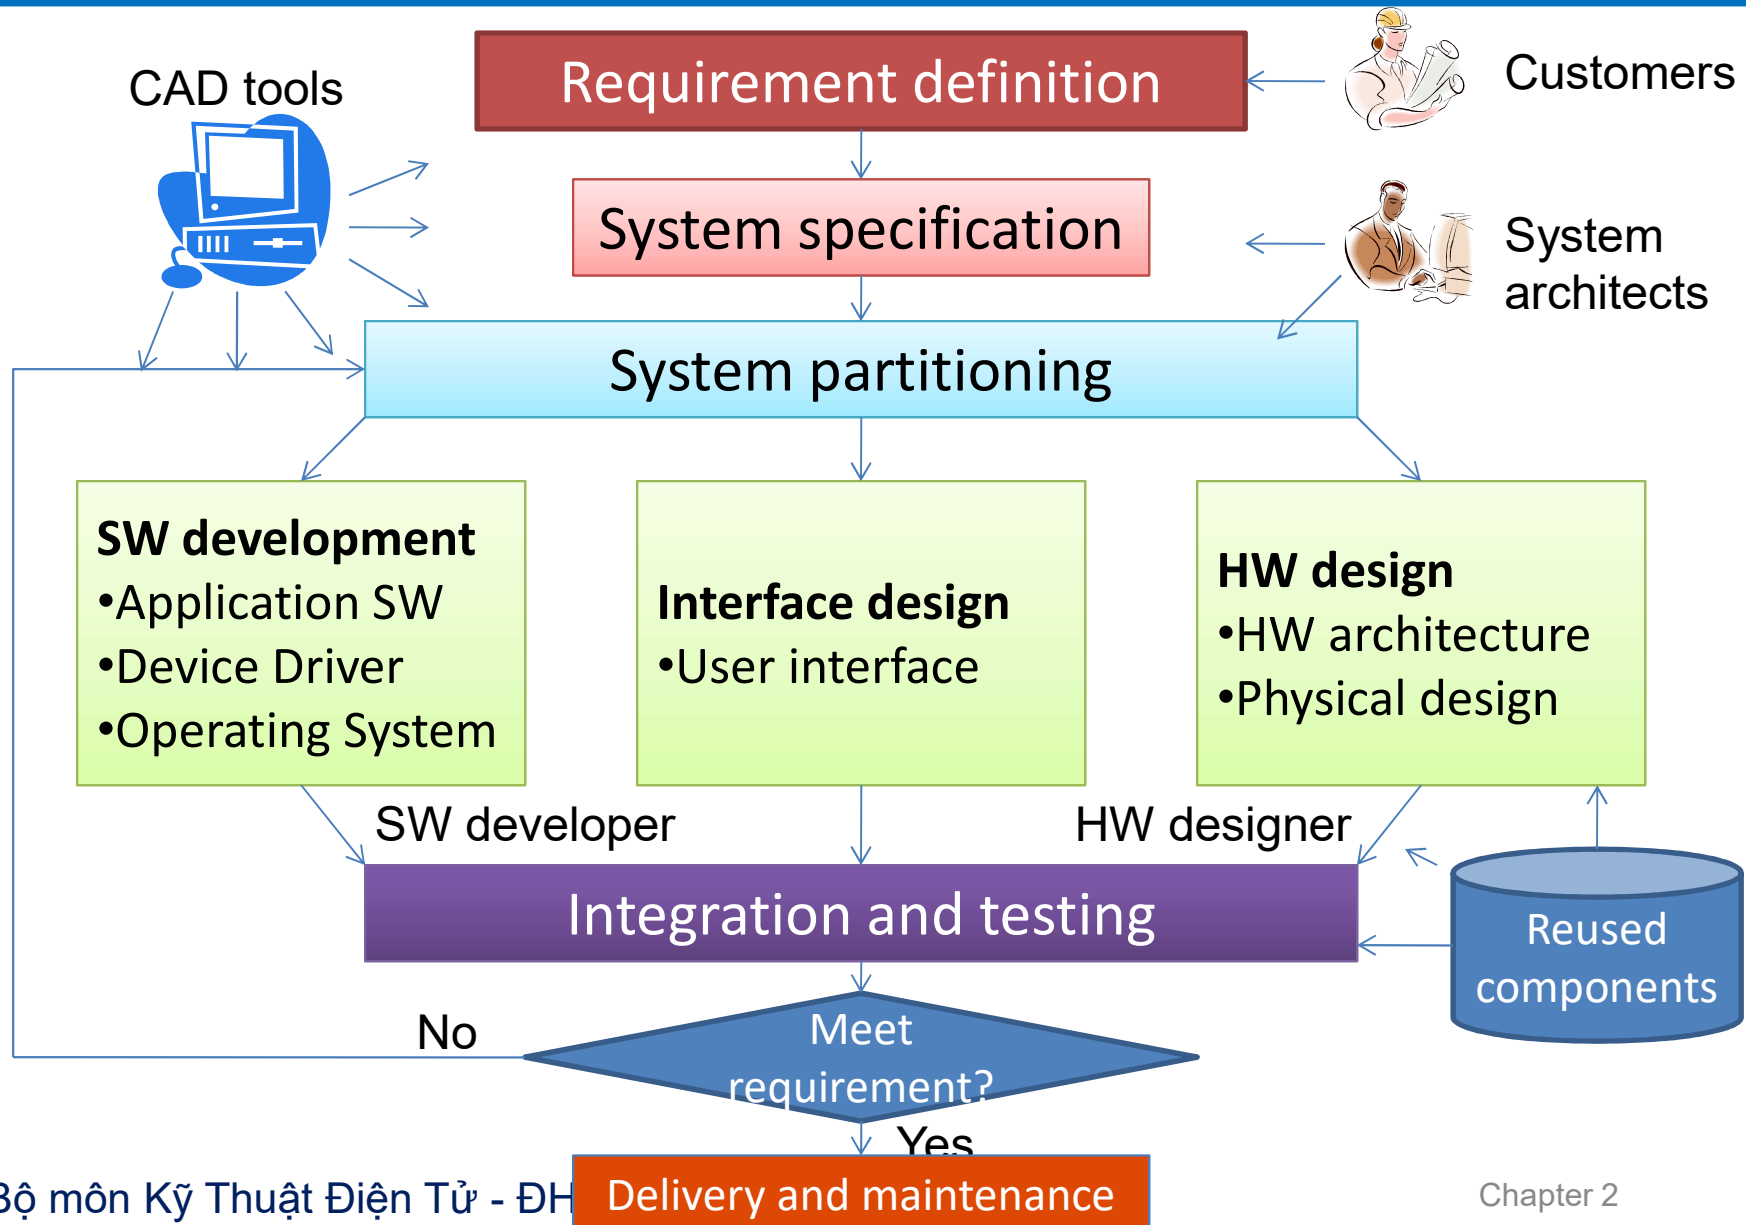 Requirement definition
Customers
CAD tools
System specification
System
architects
System partitioning
SW development
•Application SW
•Device Driver
•Operating System
Interface design
•User interface
HW design
•HW architecture
•Physical design
SW developer
HW designer
Integration and testing
Reused
components
No
Meet
requirement?
Yes
Delivery and maintenance
Bộ môn Kỹ Thuật Điện Tử - ĐH
Chapter 2